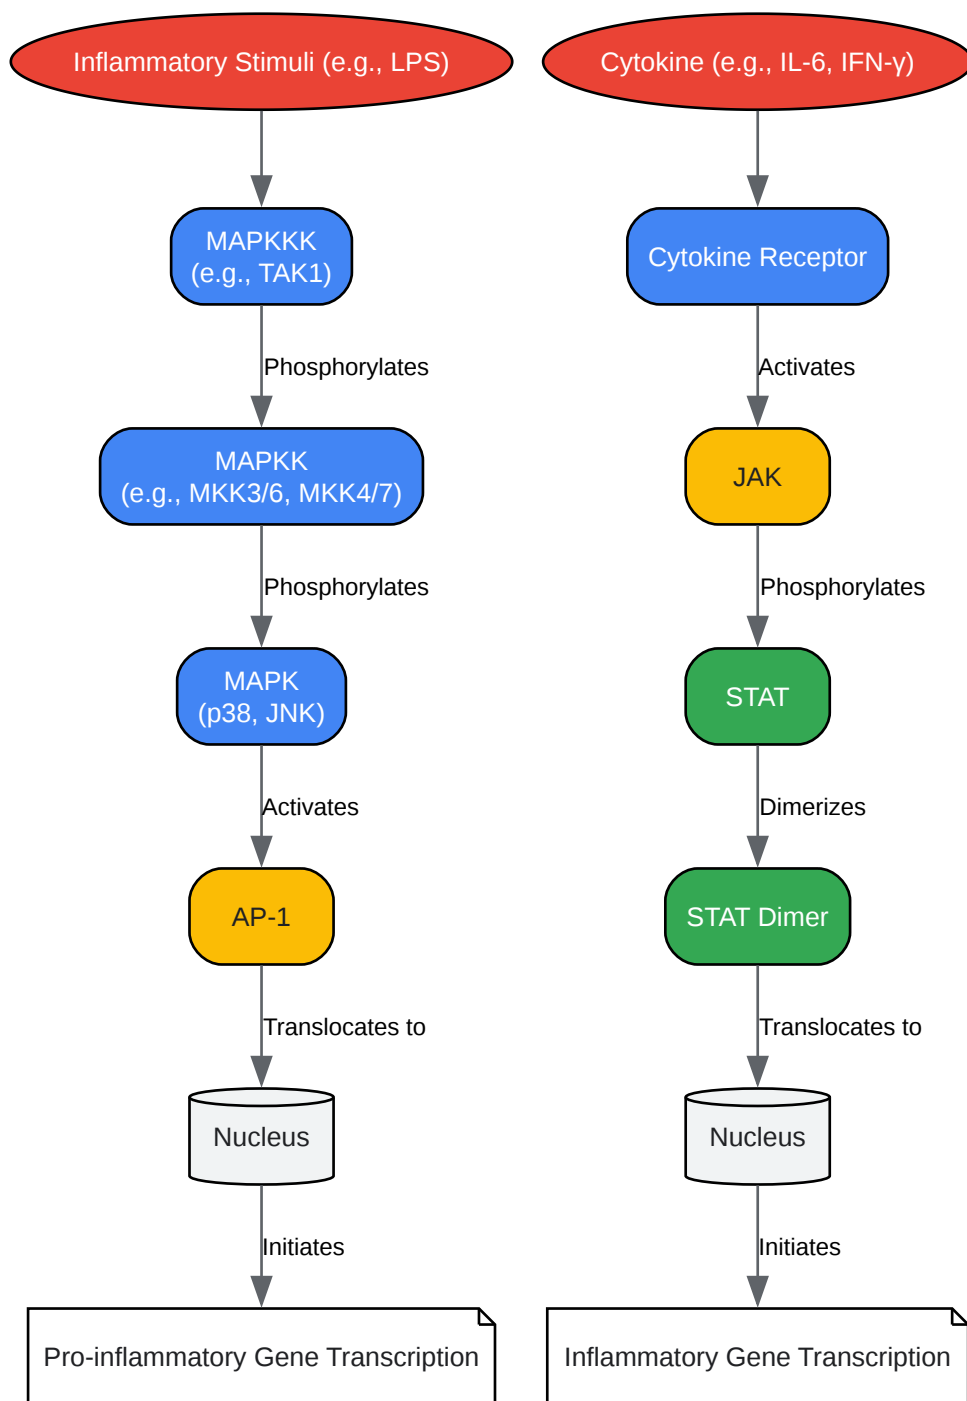 Inflammatory Stimuli (e.g., LPS)
MAPKKK
(e.g., TAK1)
Phosphorylates
MAPKK
(e.g., MKK3/6, MKK4/7)
Phosphorylates
MAPK
(p38, JNK)
Activates
AP-1
Translocates to
Nucleus
Initiates
Pro-inflammatory Gene Transcription
Cytokine (e.g., IL-6, IFN-γ)
Cytokine Receptor
Activates
JAK
Phosphorylates
STAT
Dimerizes
STAT Dimer
Translocates to
Nucleus
Initiates
Inflammatory Gene Transcription